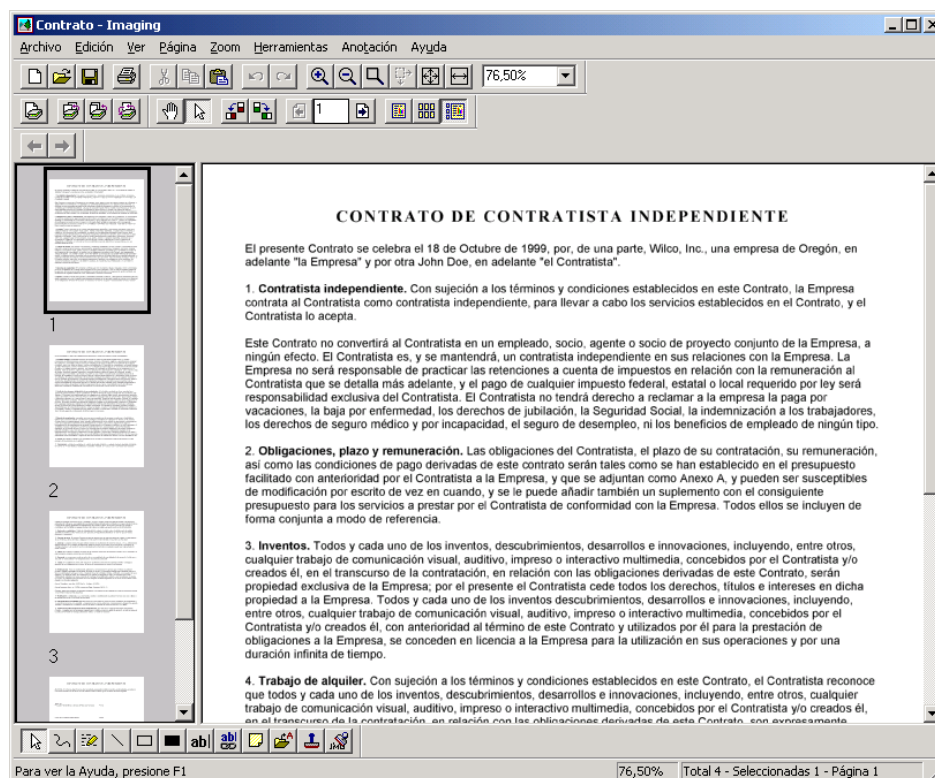 Contrato - Imaging
Archivo Edición Ver Página Zoom Herramientas Anotación Ayuda
76,50%
1
1
2
3
CONTRATO DE CONTRATISTA INDEPENDIENTE
El presente Contrato se celebra el 18 de Octubre de 1999, por, de una parte, Wilco, Inc., una empresa de Oregón, en
adelante "la Empresa" y por otra John Doe, en adelante "el Contratista".
1. Contratista independiente. Con sujeción a los términos y condiciones establecidos en este Contrato, la Empresa
contrata al Contratista como contratista independiente, para llevar a cabo los servicios establecidos en el Contrato, y el
Contratista lo acepta.
Este Contrato no convertirá al Contratista en un empleado, socio, agente o socio de proyecto conjunto de la Empresa, a
ningún efecto. El Contratista es, y se mantendrá, un contratista independiente en sus relaciones con la Empresa. La
Empresa no será responsable de practicar las retenciones a cuenta de impuestos en relación con la remuneración al
Contratista que se detalla más adelante, y el pago de cualquier impuesto federal, estatal o local requerido por ley será
responsabilidad exclusiva del Contratista. El Contratista no tendrá derecho a reclamar a la empresa la paga por
vacaciones, la baja por enfermedad, los derechos de jubilación, la Seguridad Social, la indemnización a los trabajadores,
los derechos de seguro médico y por incapacidad, el seguro de desempleo, ni los beneficios de empleado de ningún tipo.
2. Obligaciones, plazo y remuneración. Las obligaciones del Contratista, el plazo de su contratación, su remuneración,
así como las condiciones de pago derivadas de este contrato serán tales como se han establecido en el presupuesto
facilitado con anterioridad por el Contratista a la Empresa, y que se adjuntan como Anexo A, y pueden ser susceptibles
de modificación por escrito de vez en cuando, y se le puede añadir también un suplemento con el consiguiente
presupuesto para los servicios a prestar por el Contratista de conformidad con la Empresa. Todos ellos se incluyen de
forma conjunta a modo de referencia.
3. Inventos. Todos y cada uno de los inventos, descubrimientos, desarrollos e innovaciones, incluyendo, entre otros,
cualquier trabajo de comunicación visual, auditivo, impreso o interactivo multimedia, concebidos por el Contratista y/o
creados él, en el transcurso de la contratación, en relación con las obligaciones derivadas de este Contrato, serán
propiedad exclusiva de la Empresa; por el presente el Contratista cede todos los derechos, títulos e intereses en dicha
propiedad a la Empresa. Todos y cada uno de los inventos descubrimientos, desarrollos e innovaciones, incluyendo,
entre otros, cualquier trabajo de comunicación visual, auditivo, impreso o interactivo multimedia, concebidos por el
Contratista y/o creados él, con anterioridad al término de este Contrato y utilizados por él para la prestación de
obligaciones a la Empresa, se conceden en licencia a la Empresa para la utilización en sus operaciones y por una
duración infinita de tiempo.
4. Trabajo de alquiler. Con sujeción a los términos y condiciones establecidos en este Contrato, el Contratista reconoce
que todos y cada uno de los inventos, descubrimientos, desarrollos e innovaciones, incluyendo, entre otros, cualquier
trabajo de comunicación visual, auditivo, impreso o interactivo multimedia, concebidos por el Contratista y/o creados él,
en el transcurso de la contratación, en relación con las obligaciones derivadas de este Contrato, son expresamente
ab
ab
Para ver la Ayuda, presione F1
76,50%
Total 4 - Seleccionadas 1 - Página 1